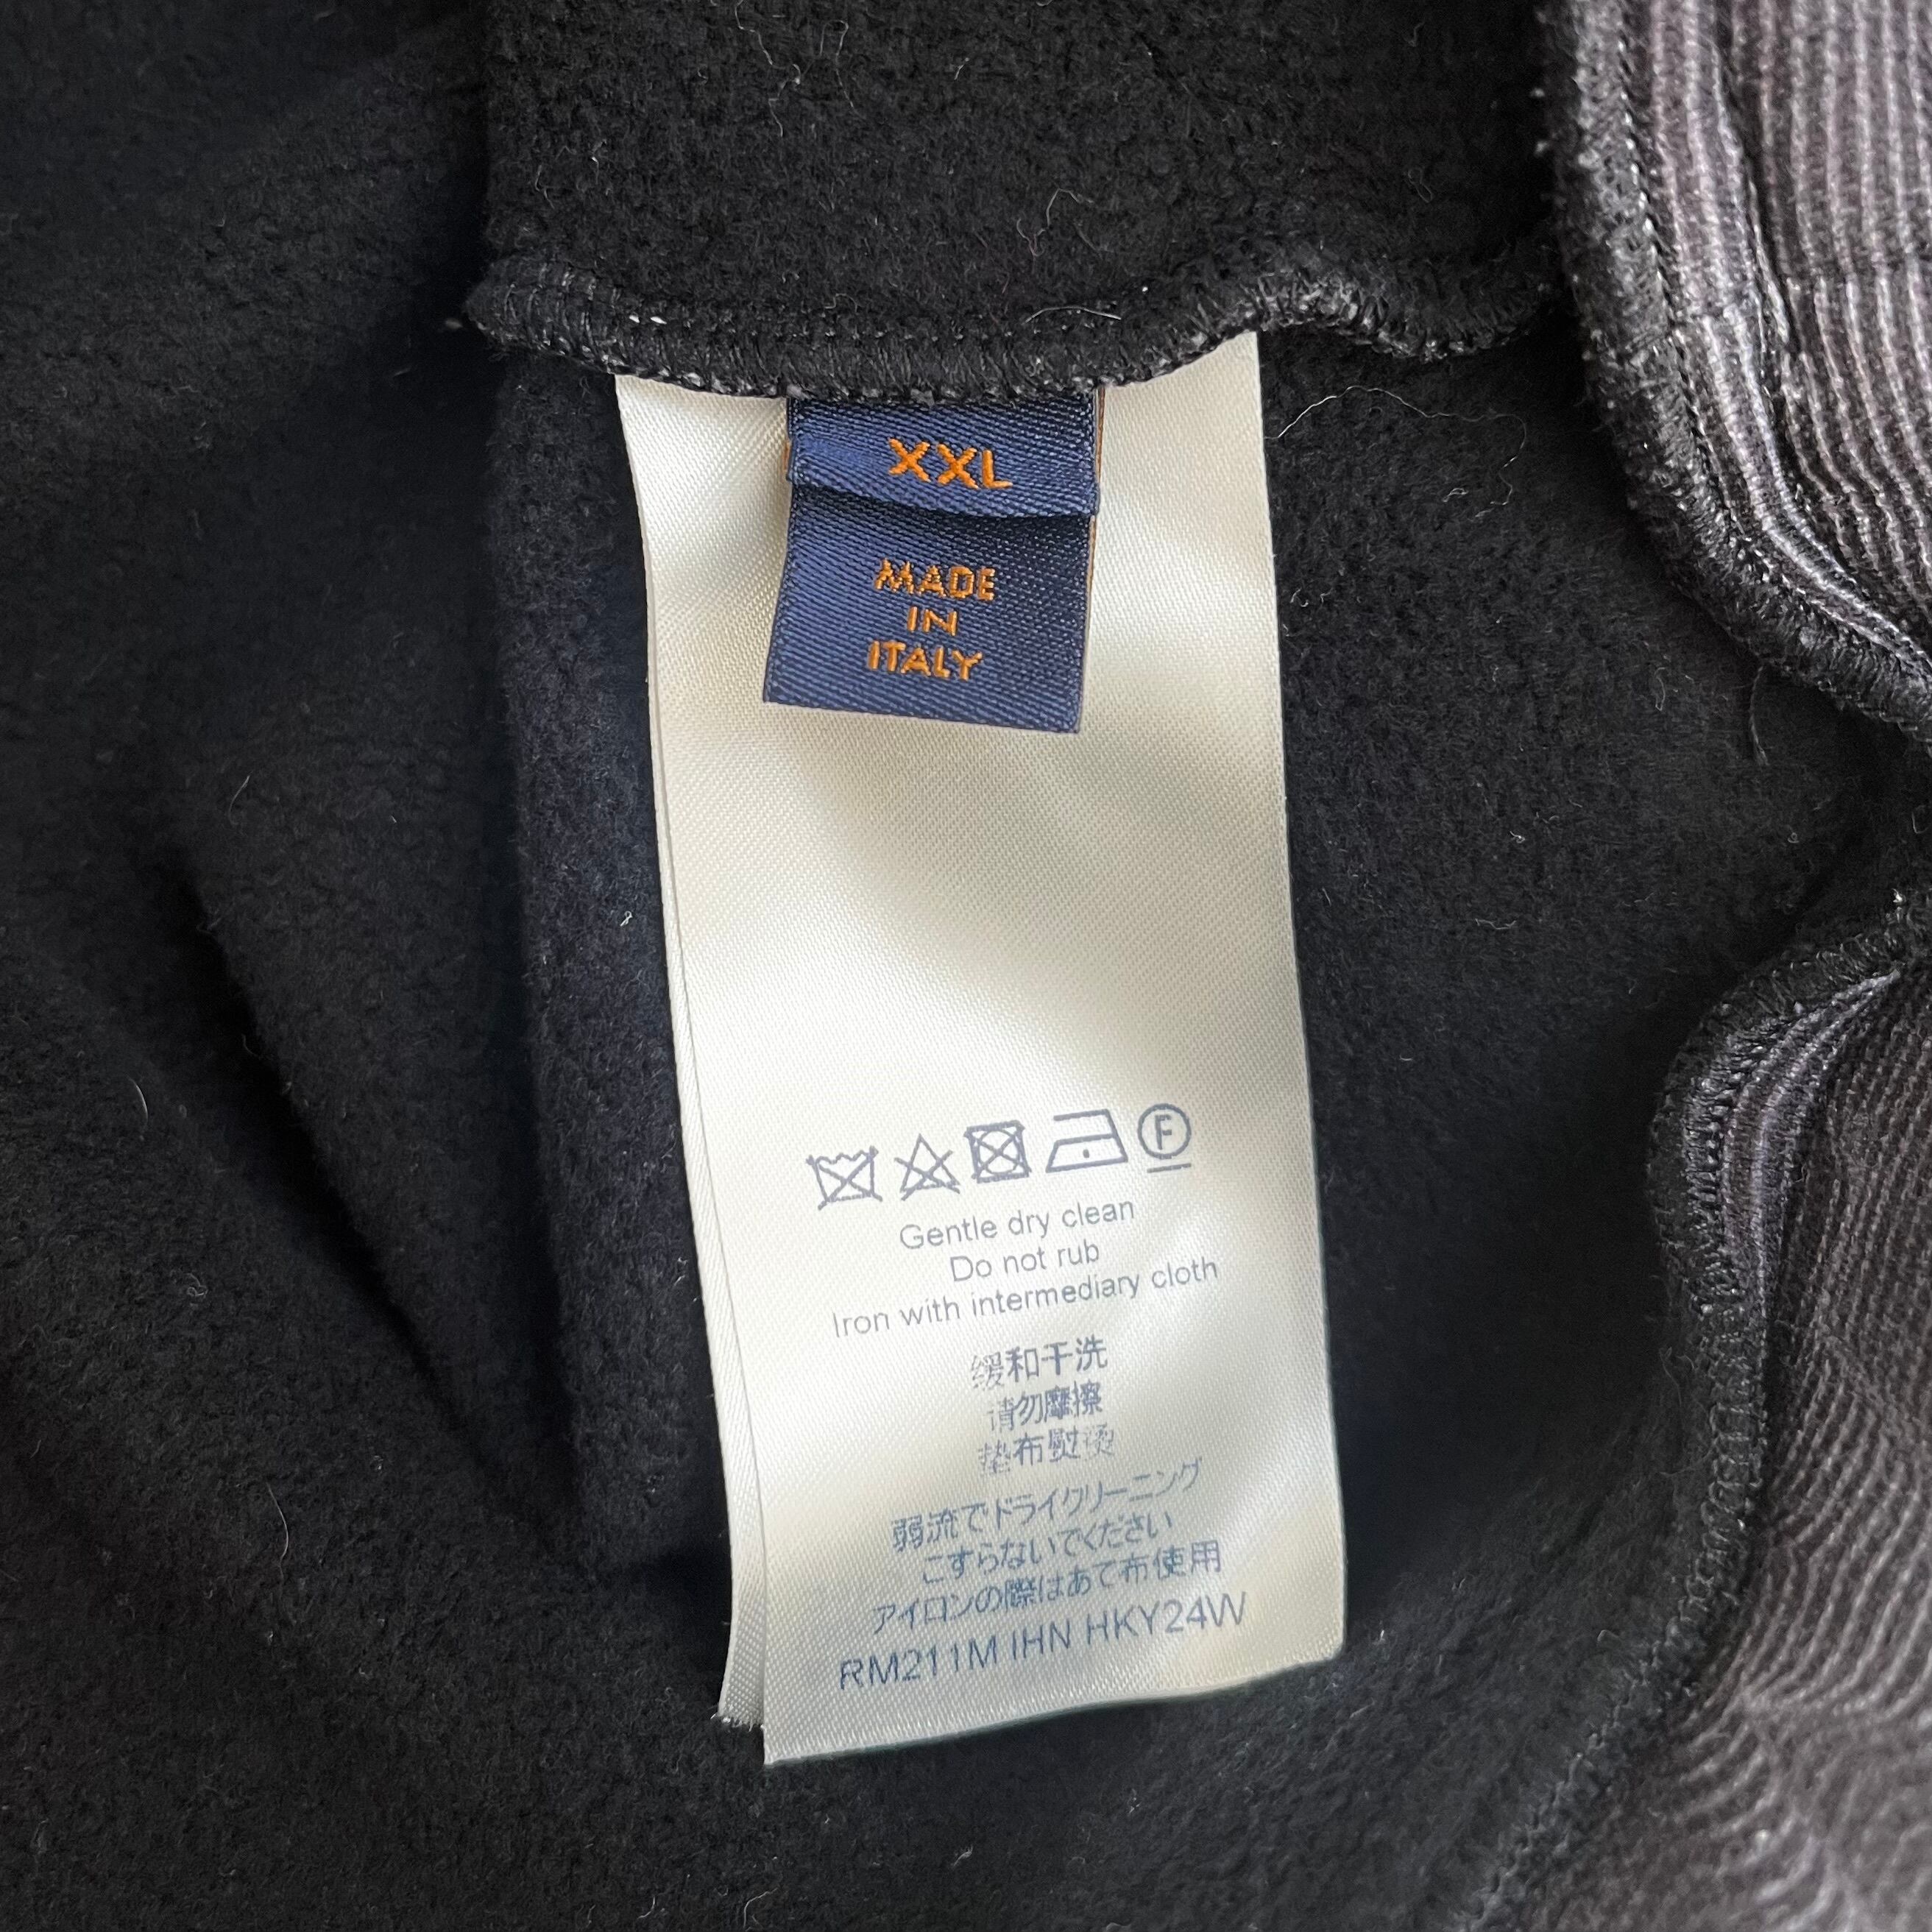 XXL
MADE
IN
ITALY
F
Gentle dry clean
Do not rub
Iron with intermediary cloth
缓和干洗
请勿摩擦
垫布熨烫
弱流でドライクリーニング
こすらないでください
アイロンの際はあて布使用
RM211M IHN HKY24W